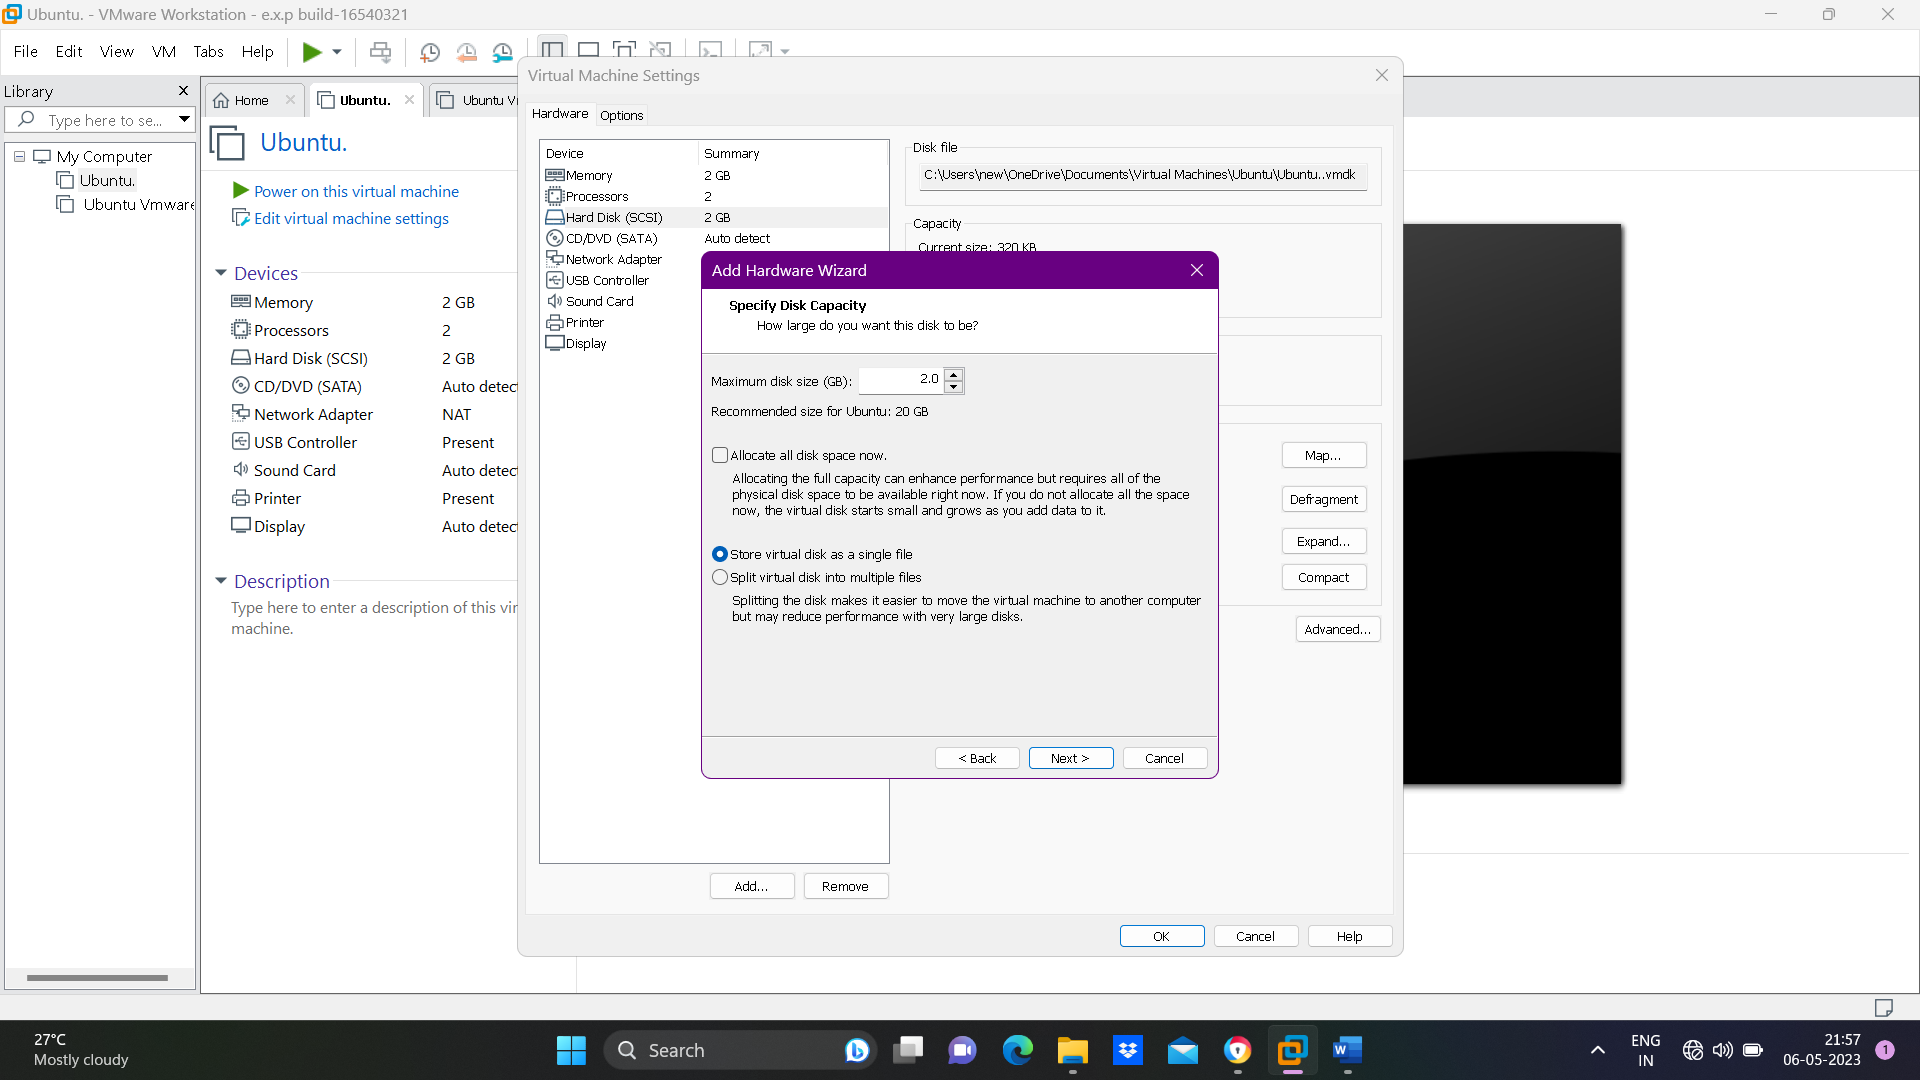 Ubuntu. - VMware Workstation - e.x.p build-16540321
File Edit View VM Tabs Help
Library
Type here to se...
My Computer
Ubuntu.
Ubuntu Vmware
Home
Ubuntu.
Ubuntu V
Ubuntu.
Power on this virtual machine
Edit virtual machine settings
Devices
Memory 2 GB
Processors 2
Hard Disk (SCSI) 2 GB
CD/DVD (SATA) Auto detect
Network Adapter NAT
USB Controller Present
Sound Card Auto detect
Printer Present
Display Auto detect
Description
Type here to enter a description of this vir
machine.
Virtual Machine Settings
Hardware Options
Device Summary
Memory 2 GB
Processors 2
Hard Disk (SCSI) 2 GB
CD/DVD (SATA) Auto detect
Network Adapter
USB Controller
Sound Card
Printer
Display
Add... Remove
Disk file
C:\Users\new\OneDrive\Documents\Virtual Machines\Ubuntu\Ubuntu..vmdk
Capacity
Current size: 320 KB
Map...
Defragment
Expand...
Compact
Advanced...
OK Cancel Help
Add Hardware Wizard
Specify Disk Capacity
How large do you want this disk to be?
Maximum disk size (GB): 2.0
Recommended size for Ubuntu: 20 GB
Allocate all disk space now.
Allocating the full capacity can enhance performance but requires all of the
physical disk space to be available right now. If you do not allocate all the space
now, the virtual disk starts small and grows as you add data to it.
Store virtual disk as a single file
Split virtual disk into multiple files
Splitting the disk makes it easier to move the virtual machine to another computer
but may reduce performance with very large disks.
< Back Next > Cancel
27°C
Mostly cloudy
Search
ENG
IN
21:57
06-05-2023
1